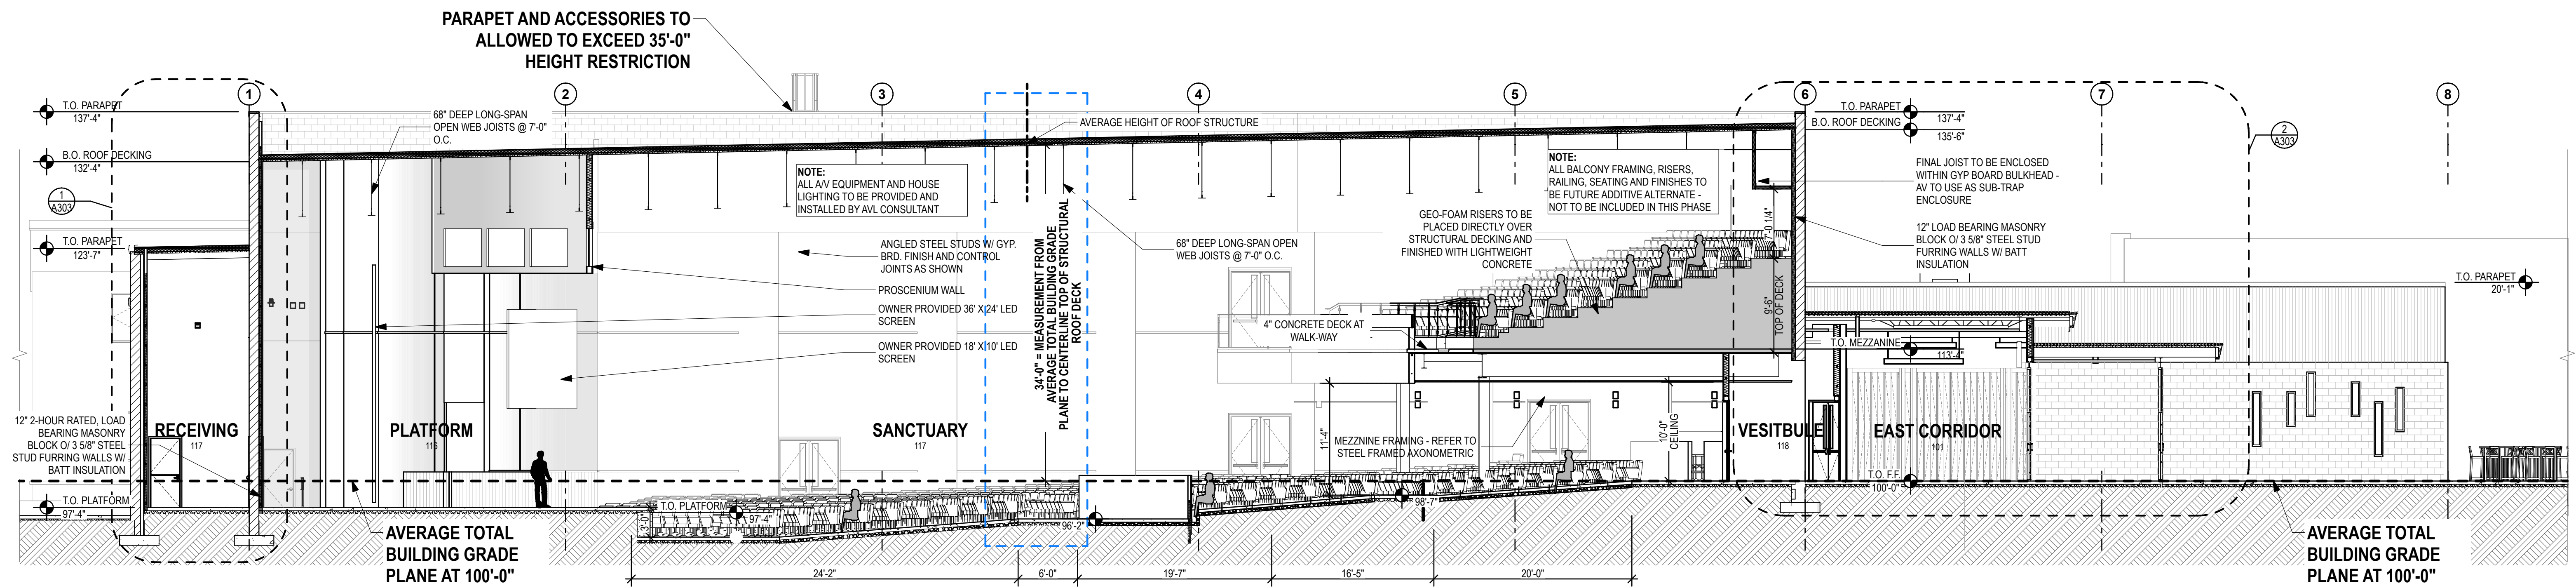 PARAPET AND ACCESSORIES TO
ALLOWED TO EXCEED 35'-0"
HEIGHT RESTRICTION
1
2
3
4
5
6
7
8
T.O. PARAPET
137'-4"
B.O. ROOF DECKING
132'-4"
1
A303
T.O. PARAPET
123'-7"
68" DEEP LONG-SPAN
OPEN WEB JOISTS @ 7'-0"
O.C.
AVERAGE HEIGHT OF ROOF STRUCTURE
NOTE:
ALL A/V EQUIPMENT AND HOUSE
LIGHTING TO BE PROVIDED AND
INSTALLED BY AVL CONSULTANT
ANGLED STEEL STUDS W/ GYP.
BRD. FINISH AND CONTROL
JOINTS AS SHOWN
PROSCENIUM WALL
OWNER PROVIDED 36' X 24' LED
SCREEN
OWNER PROVIDED 18' X 10' LED
SCREEN
34'-0" = MEASUREMENT FROM
AVERAGE TOTAL BUILDING GRADE
PLANE TO CENTERLINE TOP OF STRUCTURAL
ROOF DECK
68" DEEP LONG-SPAN OPEN
WEB JOISTS @ 7'-0" O.C.
NOTE:
ALL BALCONY FRAMING, RISERS,
RAILING, SEATING AND FINISHES TO
BE FUTURE ADDITIVE ALTERNATE -
NOT TO BE INCLUDED IN THIS PHASE
GEO-FOAM RISERS TO BE
PLACED DIRECTLY OVER
STRUCTURAL DECKING AND
FINISHED WITH LIGHTWEIGHT
CONCRETE
4" CONCRETE DECK AT
WALK-WAY
T.O. PARAPET
137'-4"
B.O. ROOF DECKING
135'-6"
2
A303
FINAL JOIST TO BE ENCLOSED
WITHIN GYP BOARD BULKHEAD -
AV TO USE AS SUB-TRAP
ENCLOSURE
12" LOAD BEARING MASONRY
BLOCK O/ 3 5/8" STEEL STUD
FURRING WALLS W/ BATT
INSULATION
7'-0 1/4"
9'-6"
TOP OF DECK
T.O. PARAPET
20'-1"
T.O. MEZZANINE
113'-4"
12" 2-HOUR RATED, LOAD
BEARING MASONRY
BLOCK O/ 3 5/8" STEEL
STUD FURRING WALLS W/
BATT INSULATION
RECEIVING
117
PLATFORM
116
SANCTUARY
117
11'-4"
MEZZNINE FRAMING - REFER TO
STEEL FRAMED AXONOMETRIC
10'-0"
CEILING
VESITBULE
118
EAST CORRIDOR
101
T.O. PLATFORM
97'-4"
T.O. PLATFORM
97'-4"
3'-0"
96'-2"
98'-7"
T.O. F.F.
100'-0"
AVERAGE TOTAL
BUILDING GRADE
PLANE AT 100'-0"
24'-2"
6'-0"
19'-7"
16'-5"
20'-0"
AVERAGE TOTAL
BUILDING GRADE
PLANE AT 100'-0"